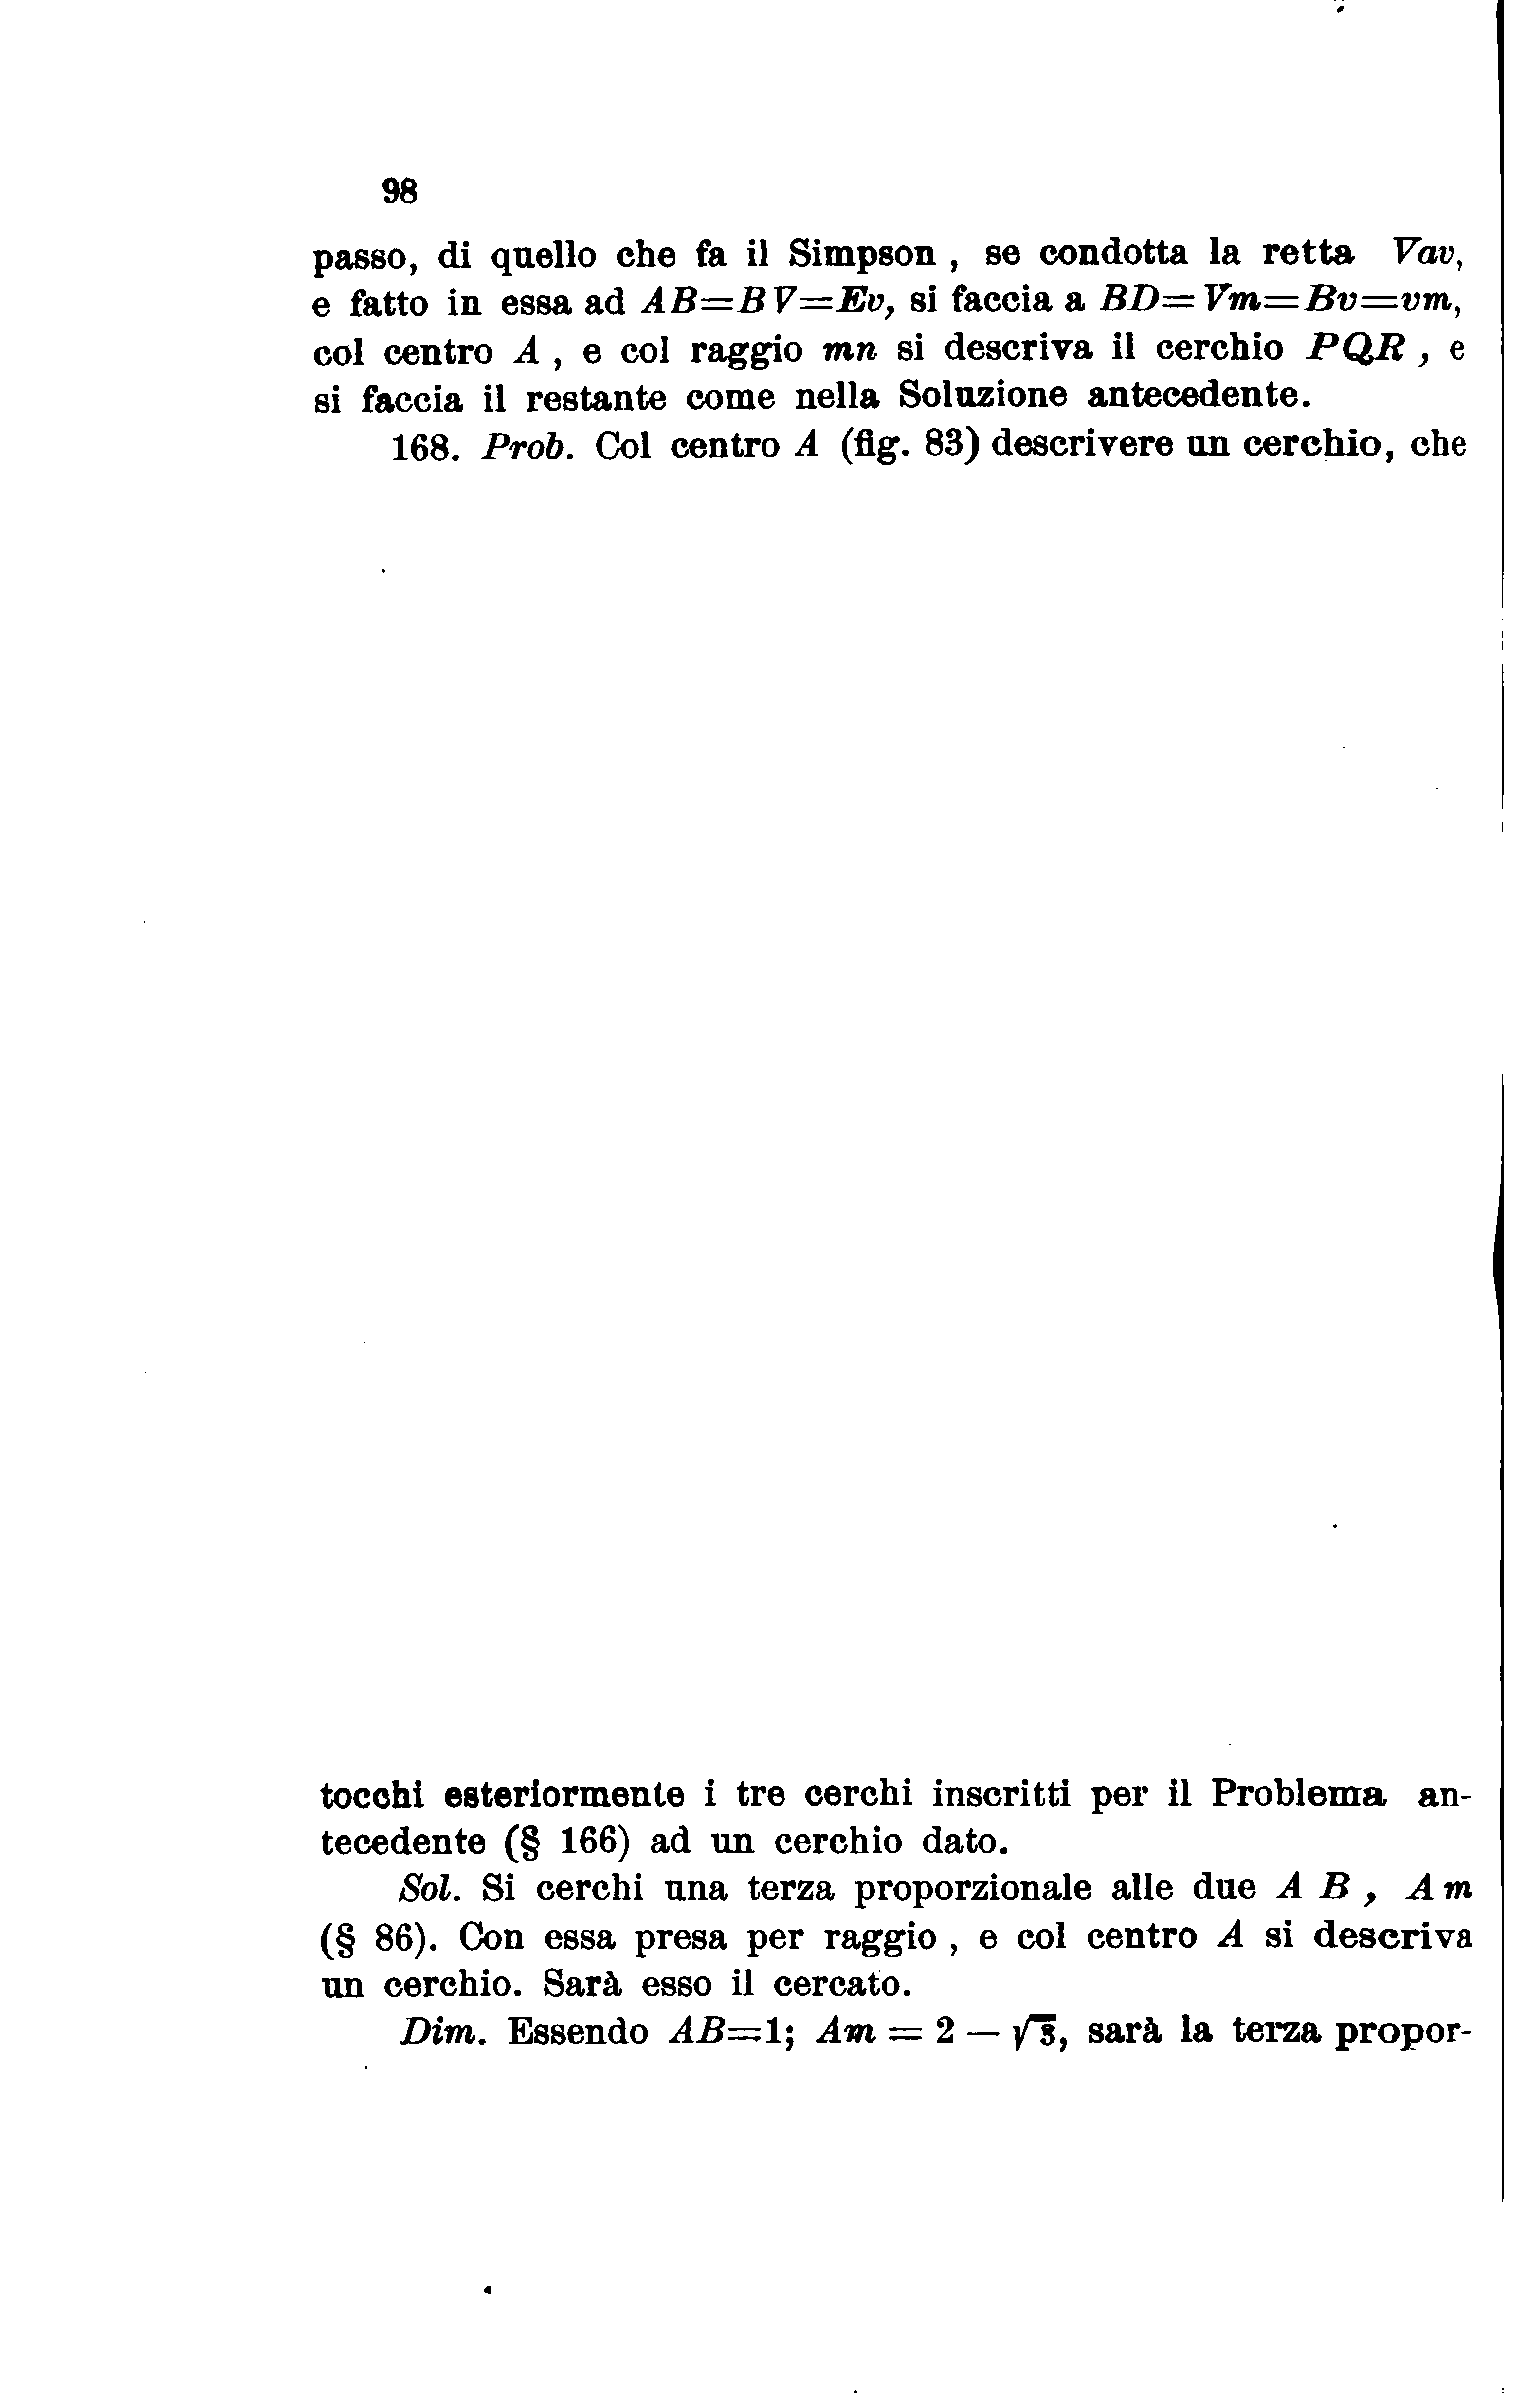 98
passo, di quello che fa il Simpson , se condotta la retta Vav,
e fatto in essa ad AB=BV=Ev, si faccia a BD=Vm=Bv=vm,
col centro A , e col raggio mn si descriva il cerchio PQR , e
si faccia il restante come nella Soluzione antecedente.
168. Prob. Col centro A (fig. 83) descrivere un cerchio, che
tocchi esteriormente i tre cerchi inscritti per il Problema an-
tecedente (§ 166) ad un cerchio dato.
Sol. Si cerchi una terza proporzionale alle due A B , A m
(§ 86). Con essa presa per raggio , e col centro A si descriva
un cerchio. Sarà esso il cercato.
Dim. Essendo AB=1; Am = 2 — √3, sarà la terza propor-